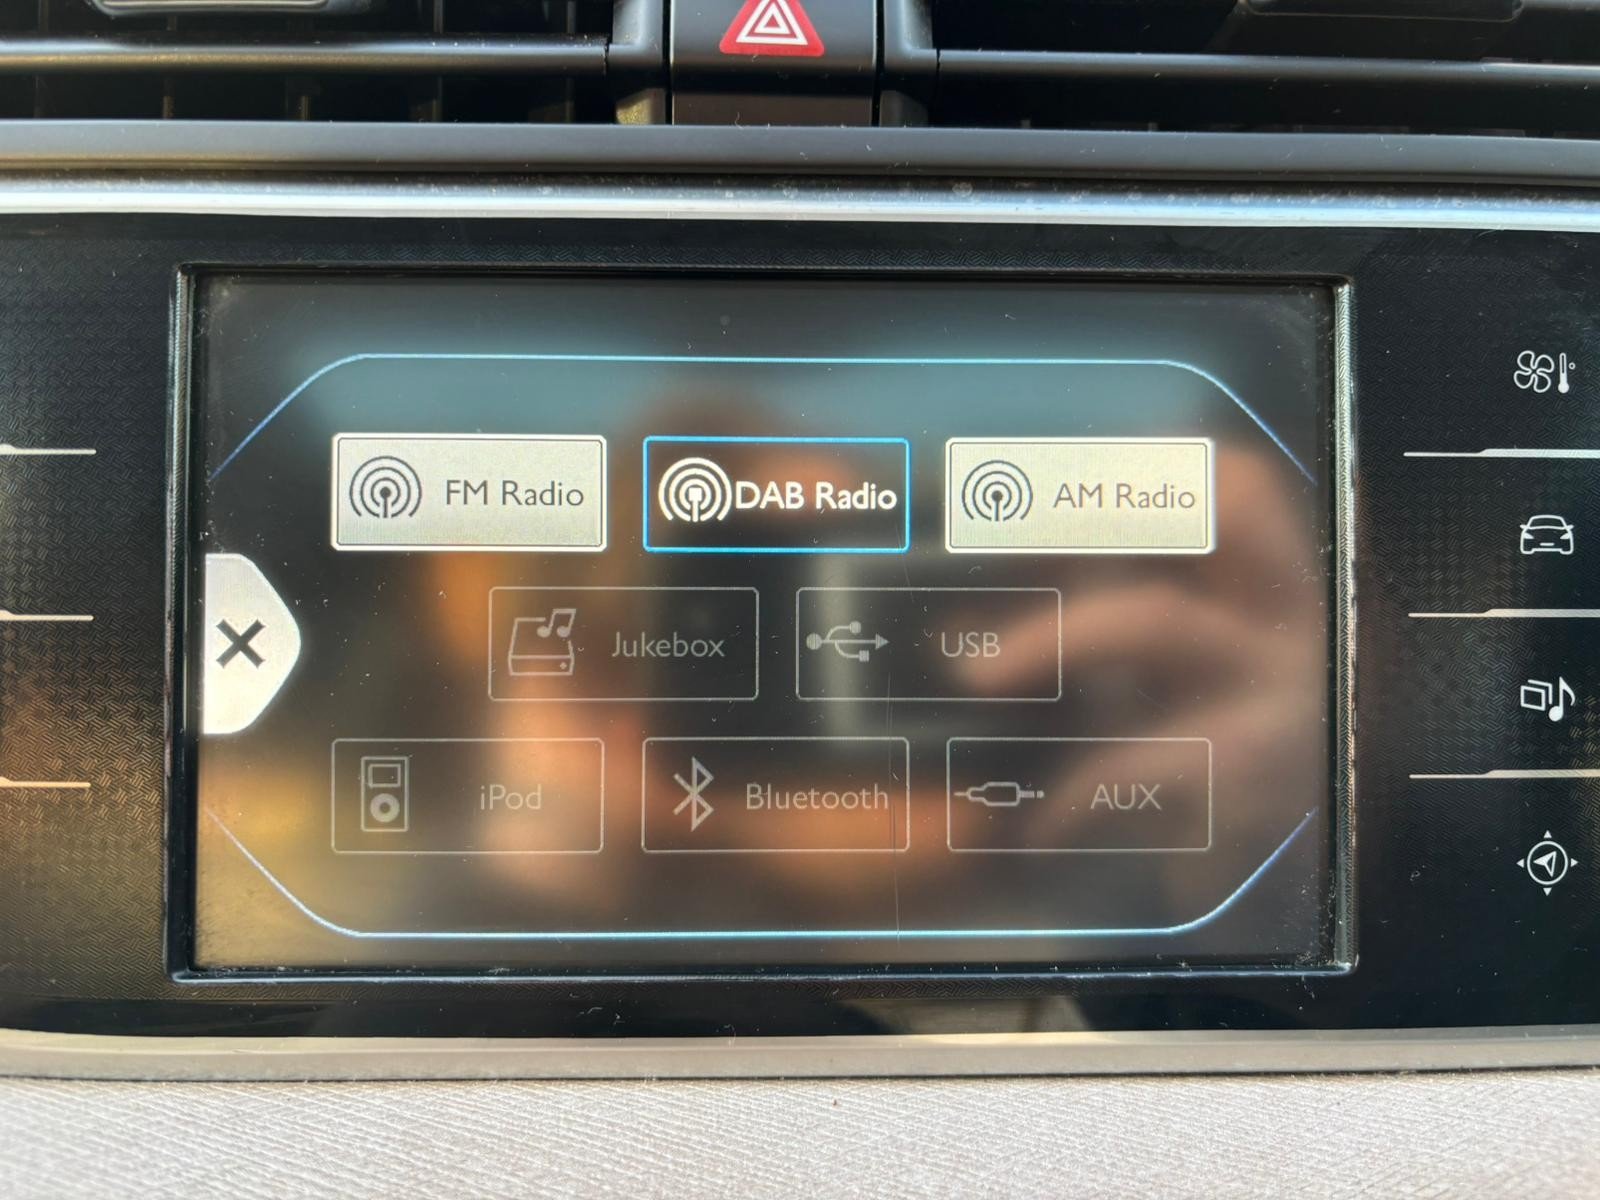 FM Radio
DAB Radio
AM Radio
Jukebox
USB
iPod
Bluetooth
AUX